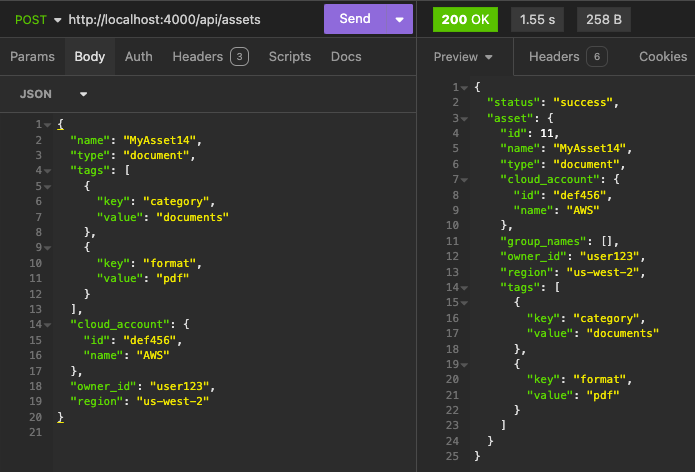 POST http://localhost:4000/api/assets Send
Params Body Auth Headers 3 Scripts Docs
JSON
1 {
2 "name": "MyAsset14",
3 "type": "document",
4 "tags": [
5 {
6 "key": "category",
7 "value": "documents"
8 },
9 {
10 "key": "format",
11 "value": "pdf"
12 }
13 ],
14 "cloud_account": {
15 "id": "def456",
16 "name": "AWS"
17 },
18 "owner_id": "user123",
19 "region": "us-west-2"
20 }
21
200 OK 1.55 s 258 B
Preview Headers 6 Cookies
1 {
2 "status": "success",
3 "asset": {
4 "id": 11,
5 "name": "MyAsset14",
6 "type": "document",
7 "cloud_account": {
8 "id": "def456",
9 "name": "AWS"
10 },
11 "group_names": [],
12 "owner_id": "user123",
13 "region": "us-west-2",
14 "tags": [
15 {
16 "key": "category",
17 "value": "documents"
18 },
19 {
20 "key": "format",
21 "value": "pdf"
22 }
23 ]
24 }
25 }